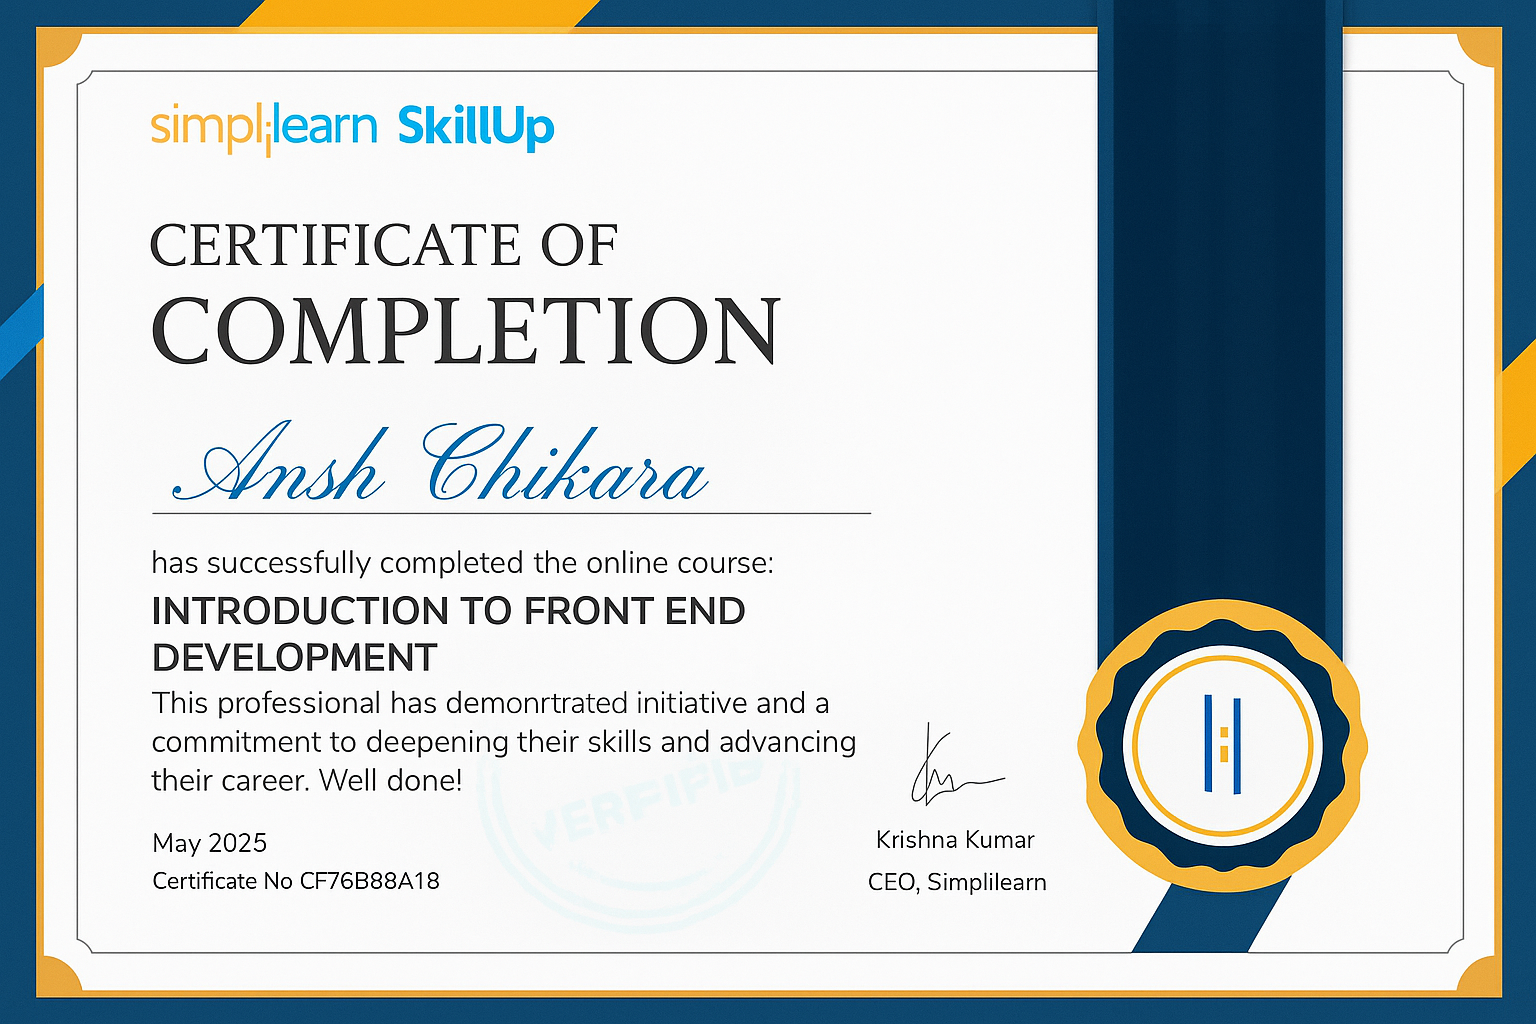 simplilearn SkillUp
CERTIFICATE OF
COMPLETION
Ansh Chikara
has successfully completed the online course:
INTRODUCTION TO FRONT END
DEVELOPMENT
This professional has demonrtrated initiative and a
commitment to deepening their skills and advancing
their career. Well done!
VERFIFIE
May 2025
Certificate No CF76B88A18
Krishna Kumar
CEO, Simplilearn